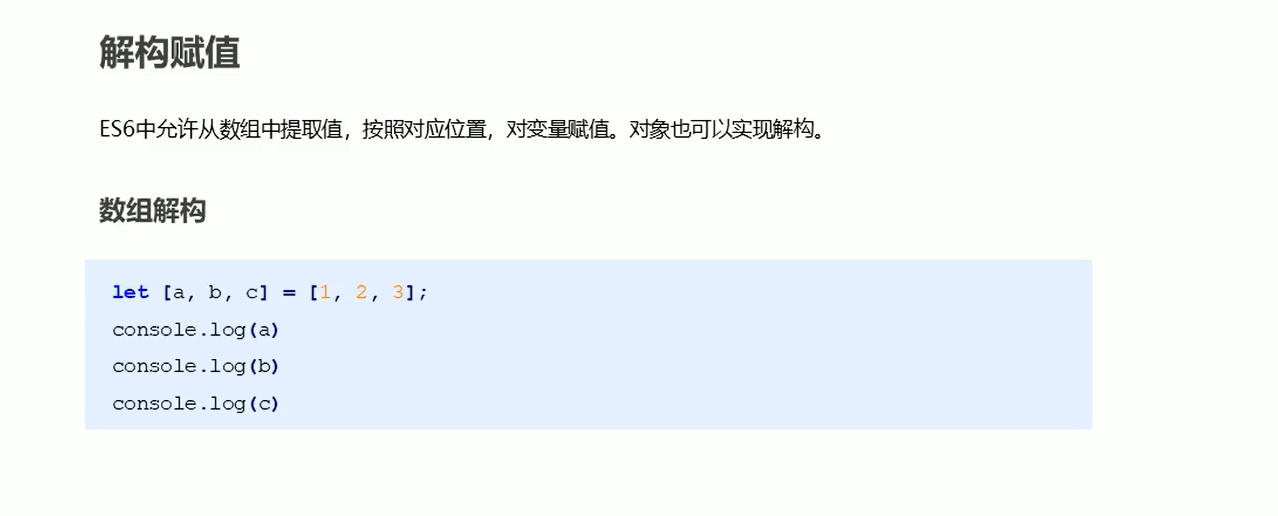 解构赋值
ES6中允许从数组中提取值，按照对应位置，对变量赋值。对象也可以实现解构。
数组解构
let [a, b, c] = [1, 2, 3];
console.log(a)
console.log(b)
console.log(c)